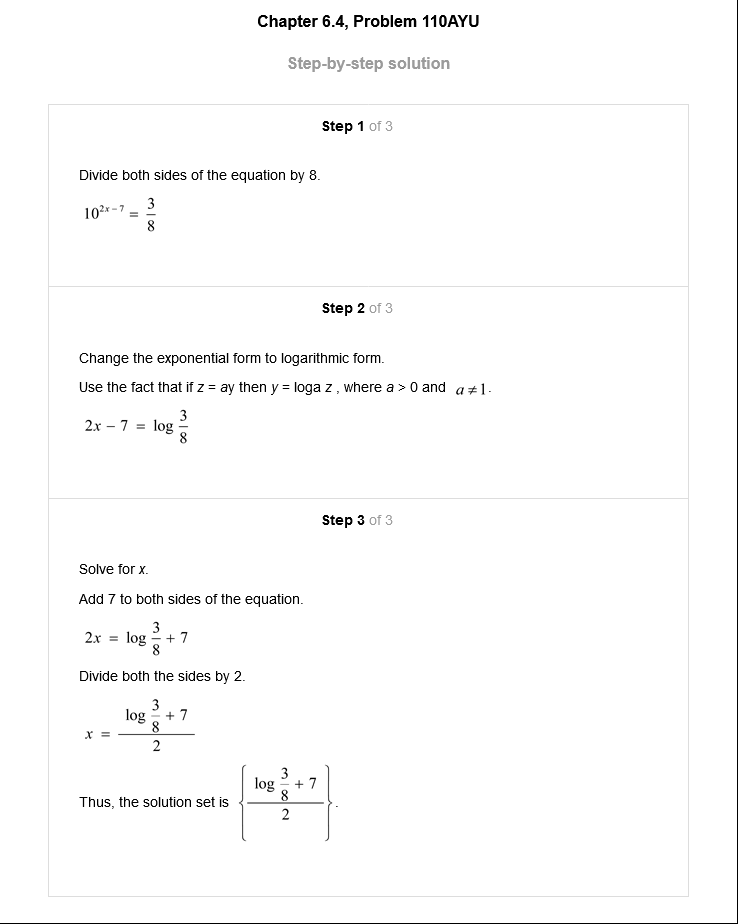 Chapter 6.4, Problem 110AYU
Step-by-step solution
Step 1 of 3
Divide both sides of the equation by 8.
10^{2x – 7} = \frac{3}{8}
Step 2 of 3
Change the exponential form to logarithmic form.
Use the fact that if z = ay then y = loga z , where a > 0 and a ≠ 1.
2x – 7 = log \frac{3}{8}
Step 3 of 3
Solve for x.
Add 7 to both sides of the equation.
2x = log \frac{3}{8} + 7
Divide both the sides by 2.
x = \frac{log \frac{3}{8} + 7}{2}
Thus, the solution set is { \frac{log \frac{3}{8} + 7}{2} }.